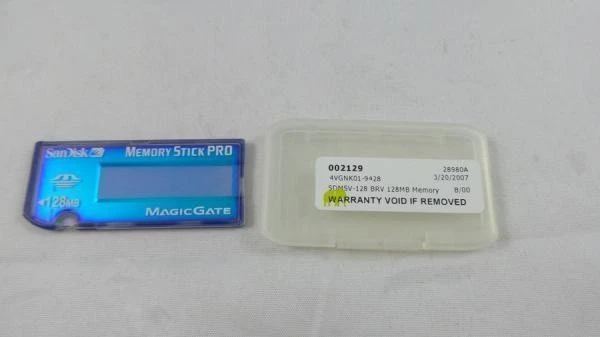 SanDisk MEMORY STICK PRO
128MB
MAGICGATE
002129 28980A
4VGNK01-9428 3/20/2007
SDMSV-128 BRV 128MB Memory B/00
WARRANTY VOID IF REMOVED